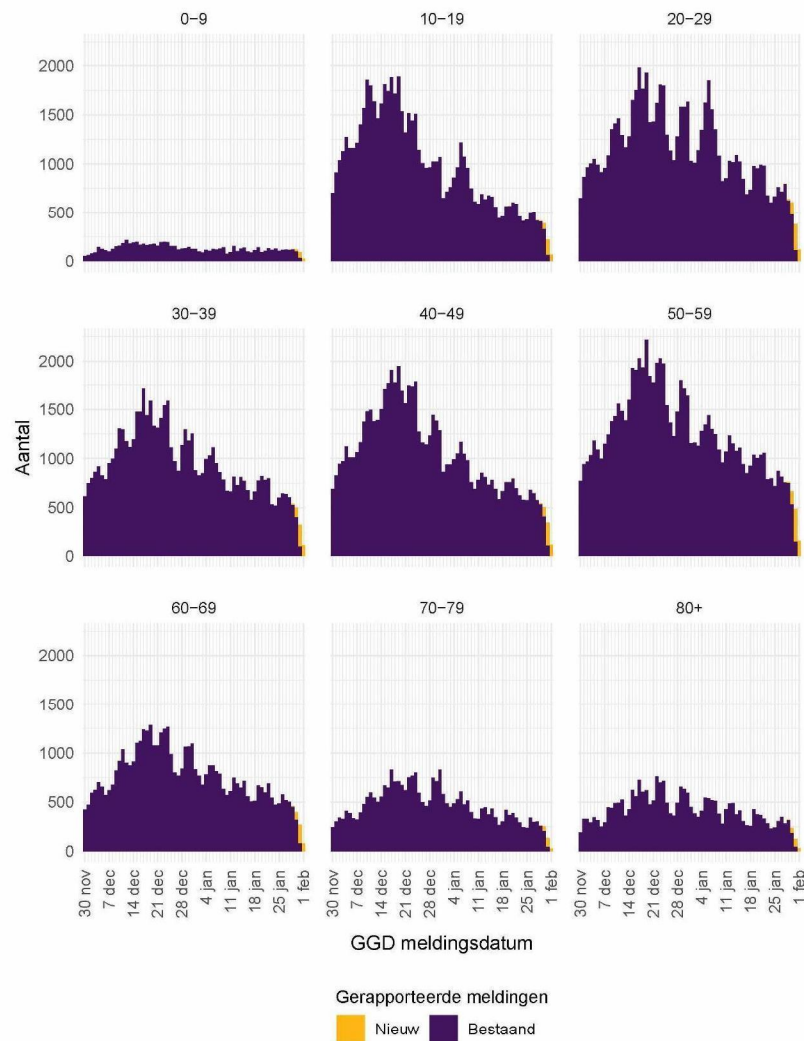 0−9 10−19 20−29
2000
1500
1000
500
0
30−39 40−49 50−59
2000
1500
1000
500
0
Aantal
60−69 70−79 80+
2000
1500
1000
500
0
30 nov 7 dec 14 dec 21 dec 28 dec 4 jan 11 jan 18 jan 25 jan 1 feb 30 nov 7 dec 14 dec 21 dec 28 dec 4 jan 11 jan 18 jan 25 jan 1 feb 30 nov 7 dec 14 dec 21 dec 28 dec 4 jan 11 jan 18 jan 25 jan 1 feb
GGD meldingsdatum
Gerapporteerde meldingen
Nieuw Bestaand